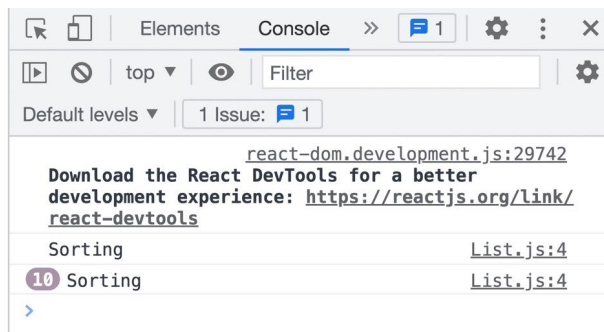 Elements Console » 1
top ▼ Filter
Default levels ▼ 1 Issue: 1
react-dom.development.js:29742
Download the React DevTools for a better
development experience: https://reactjs.org/link/
react-devtools
Sorting List.js:4
10 Sorting List.js:4
>